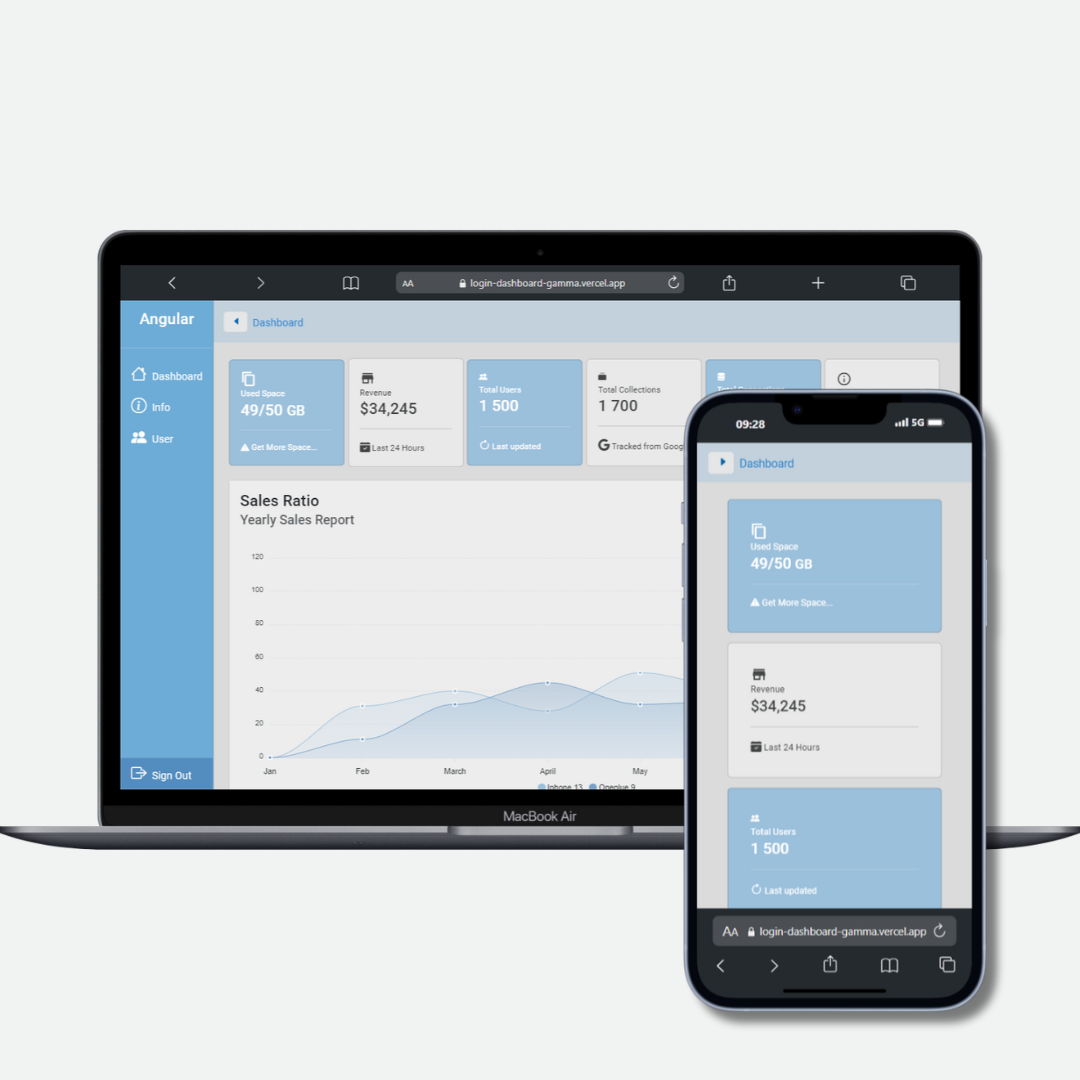 AA login-dashboard-gamma.vercel.app
Angular
Dashboard
Dashboard
Info
User
Sign Out
Used Space
49/50 GB
Get More Space...
Revenue
$34,245
Last 24 Hours
Total Users
1 500
Last updated
Total Collections
1 700
Tracked from Goog
Total
Sales Ratio
Yearly Sales Report
120
100
80
60
40
20
0
Jan Feb March April May
Iphone 13 Oneplue 9
MacBook Air
09:28 5G
Dashboard
Used Space
49/50 GB
Get More Space...
Revenue
$34,245
Last 24 Hours
Total Users
1 500
Last updated
AA login-dashboard-gamma.vercel.app